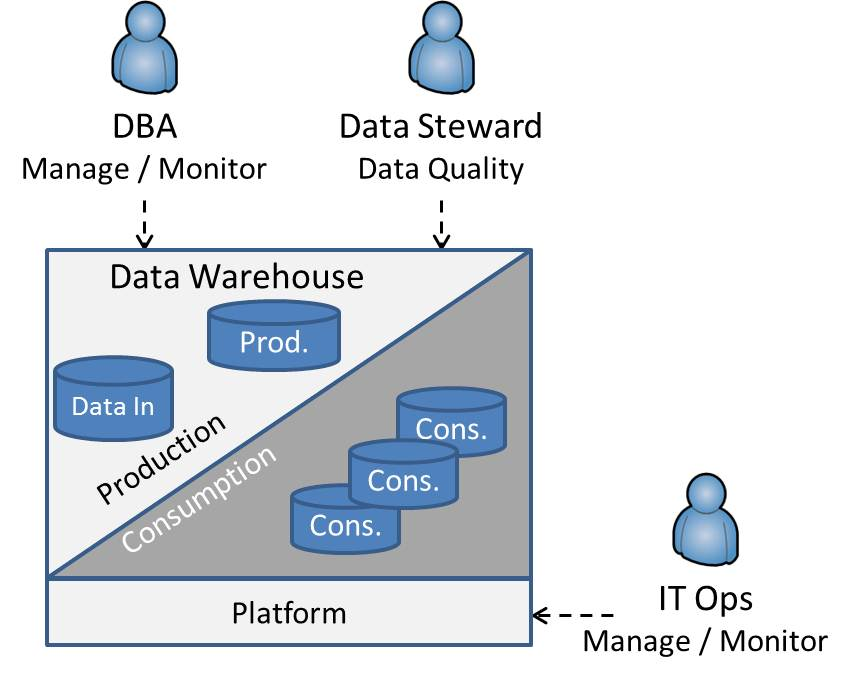 DBA
Manage / Monitor
Data Steward
Data Quality
Data Warehouse
Prod.
Data In
Production
Consumption
Cons.
Cons.
Cons.
Platform
IT Ops
Manage / Monitor